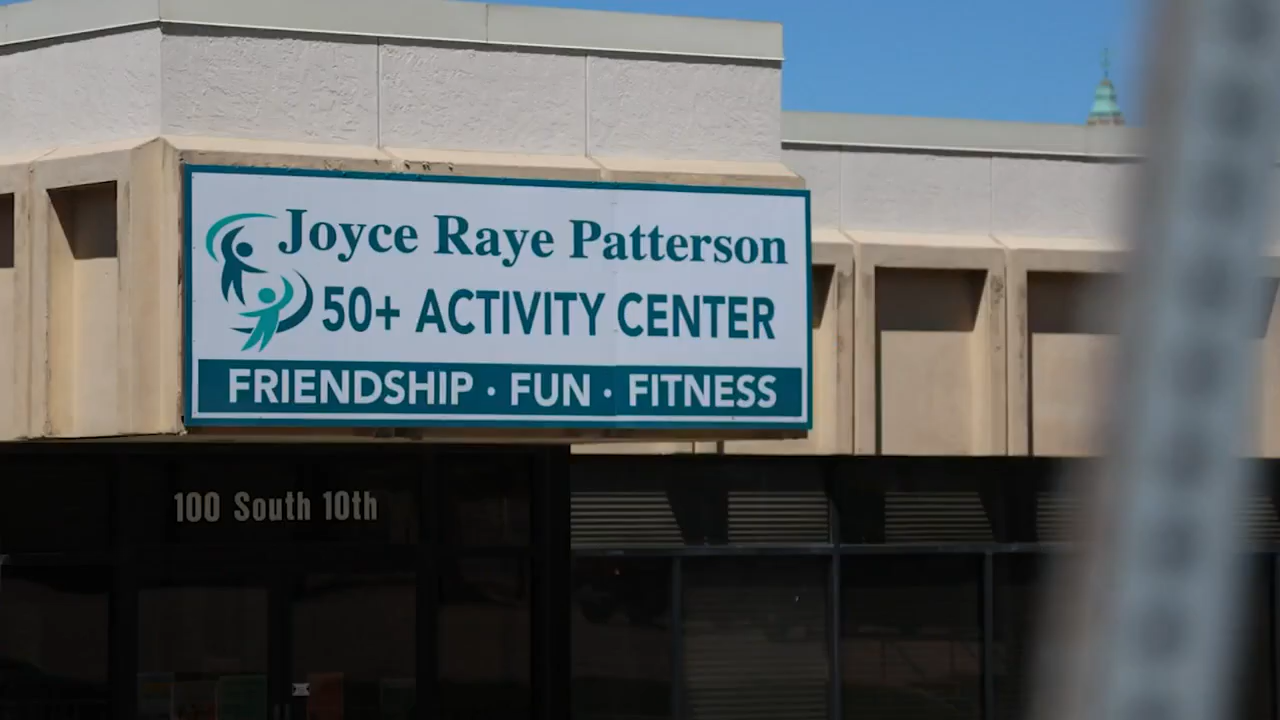 Joyce Raye Patterson
50+ ACTIVITY CENTER
FRIENDSHIP · FUN · FITNESS
100 South 10th